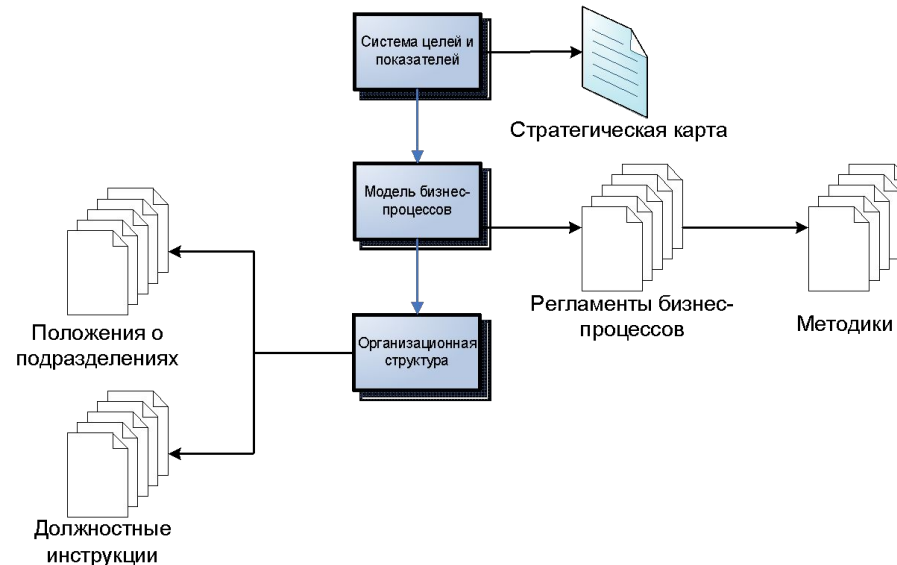 Система целей и
показателей
Стратегическая карта
Модель бизнес-
процессов
Регламенты бизнес-
процессов
Методики
Организационная
структура
Положения о
подразделениях
Должностные
инструкции